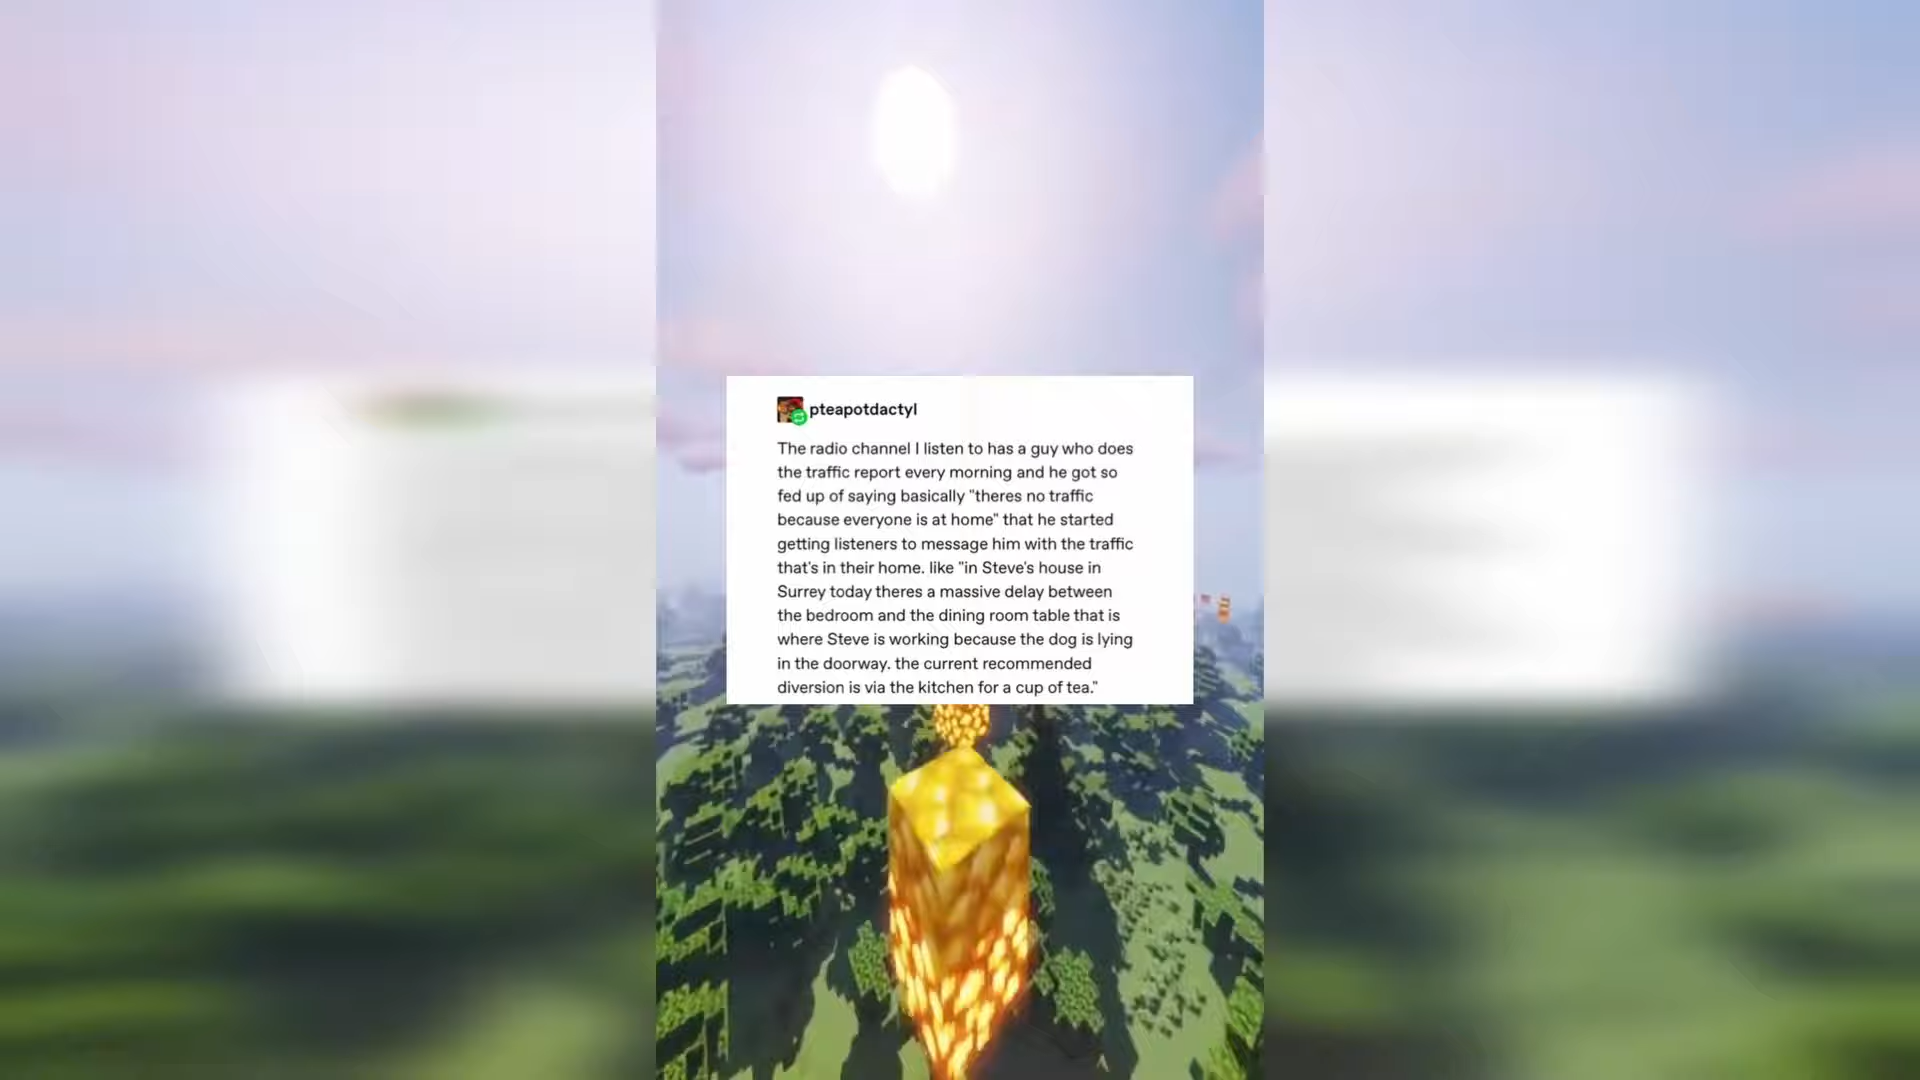 pteapotdactyl
The radio channel I listen to has a guy who does
the traffic report every morning and he got so
fed up of saying basically "theres no traffic
because everyone is at home" that he started
getting listeners to message him with the traffic
that's in their home. like "in Steve's house in
Surrey today theres a massive delay between
the bedroom and the dining room table that is
where Steve is working because the dog is lying
in the doorway. the current recommended
diversion is via the kitchen for a cup of tea."